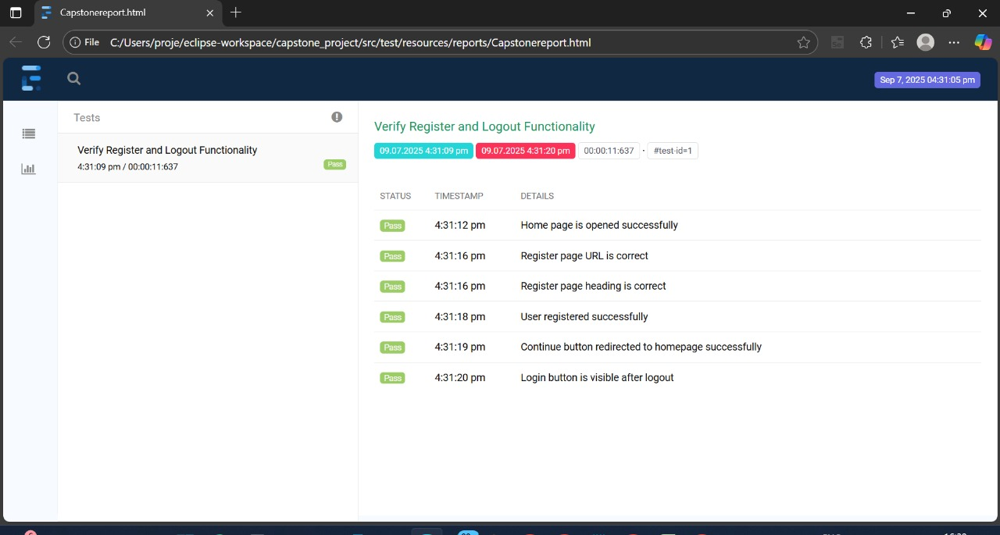 Capstonereport.html
File C:/Users/proje/eclipse-workspace/capstone_project/src/test/resources/reports/Capstonereport.html
Sep 7, 2025 04:31:05 pm
Tests
Verify Register and Logout Functionality
4:31:09 pm / 00:00:11:637
Pass
Verify Register and Logout Functionality
09.07.2025 4:31:09 pm 09.07.2025 4:31:20 pm 00:00:11:637 · #test-id=1
STATUS TIMESTAMP DETAILS
Pass 4:31:12 pm Home page is opened successfully
Pass 4:31:16 pm Register page URL is correct
Pass 4:31:16 pm Register page heading is correct
Pass 4:31:18 pm User registered successfully
Pass 4:31:19 pm Continue button redirected to homepage successfully
Pass 4:31:20 pm Login button is visible after logout